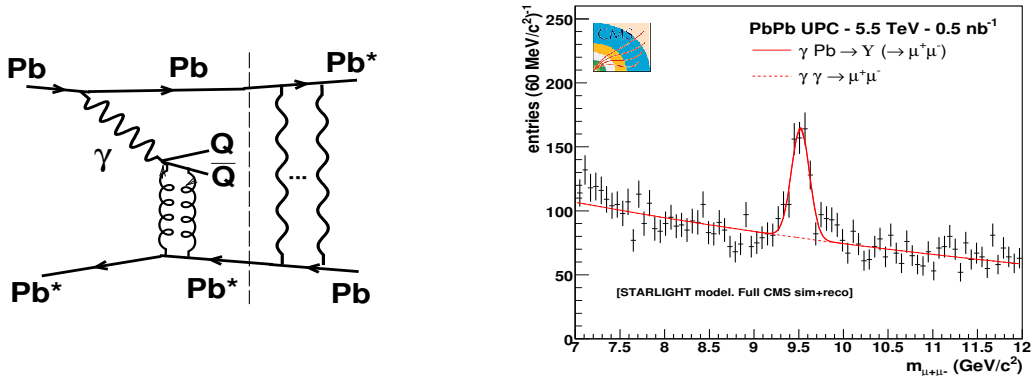 Pb
Pb
Pb*
γ
Q
Q̅
...
Pb*
Pb*
Pb
entries (60 MeV/c²)⁻¹
250
200
150
100
50
0
CMS
PbPb UPC - 5.5 TeV - 0.5 nb⁻¹
γ Pb → Υ (→ μ⁺μ⁻)
γ γ → μ⁺μ⁻
[STARLIGHT model. Full CMS sim+reco]
7 7.5 8 8.5 9 9.5 10 10.5 11 11.5 12
m μ+μ- (GeV/c²)